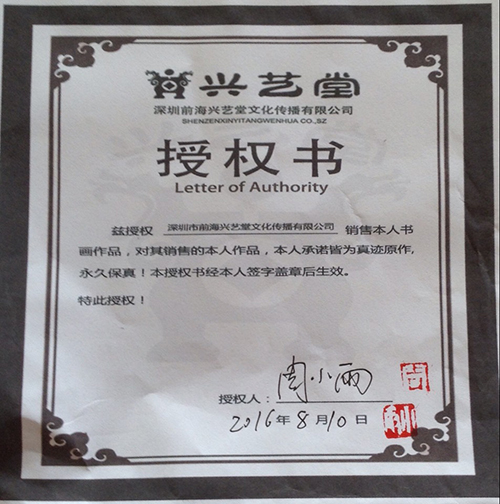 兴艺堂
深圳前海兴艺堂文化传播有限公司
SHENZENXINYITANGWENHUA CO.,SZ
授权书
Letter of Authority
兹授权 深圳市前海兴艺堂文化传播有限公司 销售本人书
画作品，对其销售的本人作品，本人承诺皆为真迹原作，
永久保真！本授权书经本人签字盖章后生效。
特此授权！
授权人：周小雨
2016年8月10日